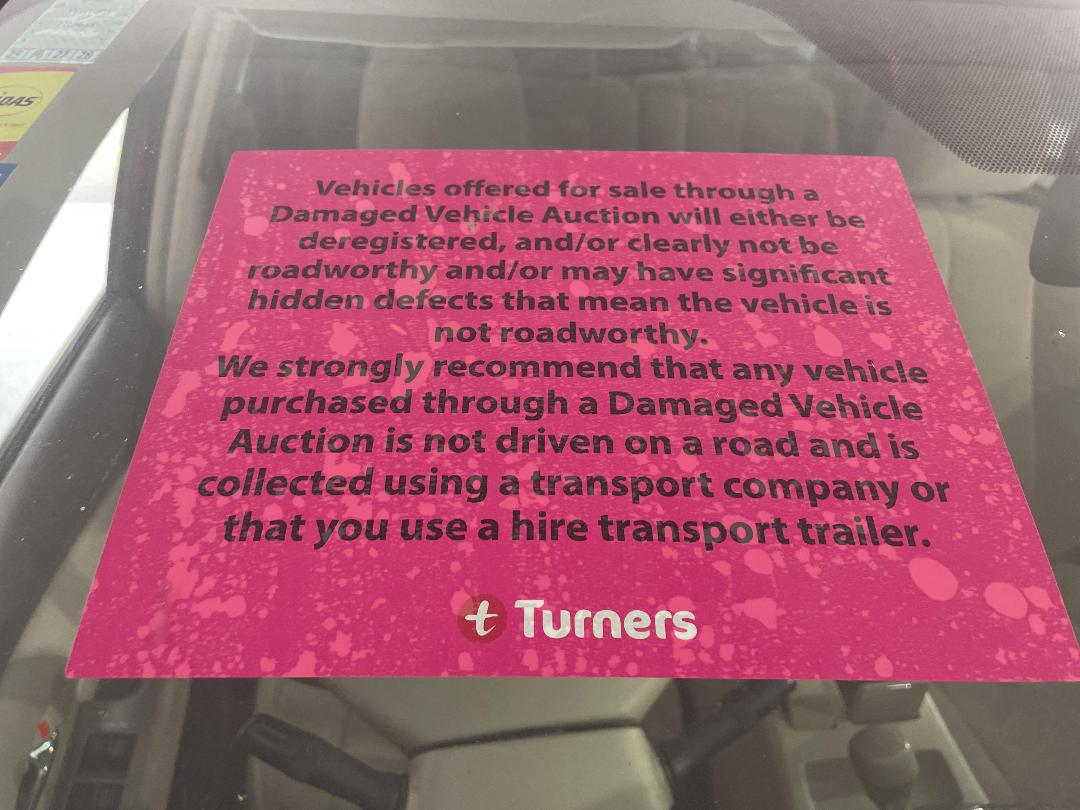 Vehicles offered for sale through a
Damaged Vehicle Auction will either be
deregistered, and/or clearly not be
roadworthy and/or may have significant
hidden defects that mean the vehicle is
not roadworthy.
We strongly recommend that any vehicle
purchased through a Damaged Vehicle
Auction is not driven on a road and is
collected using a transport company or
that you use a hire transport trailer.
t Turners